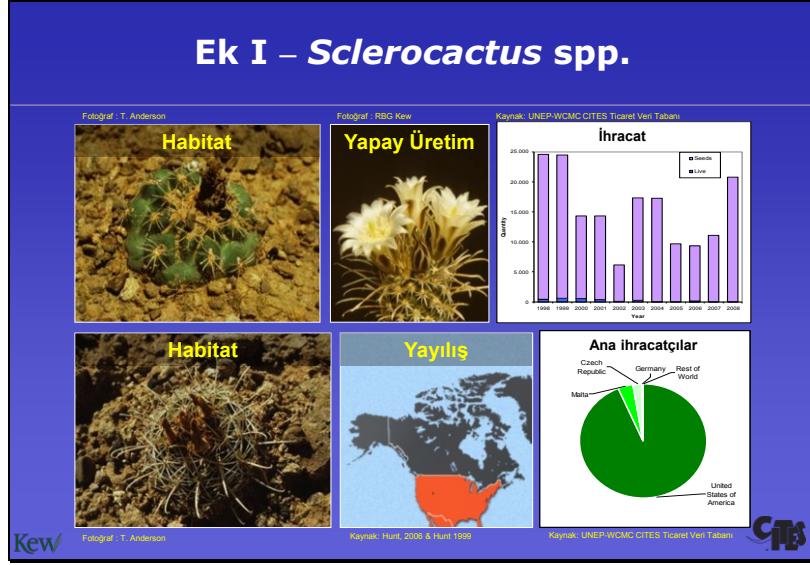 Ek I – Sclerocactus spp.
Fotoğraf : T. Anderson
Habitat
Fotoğraf : RBG Kew
Yapay Üretim
Kaynak: UNEP-WCMC CITES Ticaret Veri Tabanı
İhracat
25.000
20.000
15.000
10.000
5.000
0
Quantity
Seeds
Live
1998 1999 2000 2001 2002 2003 2004 2005 2006 2007 2008
Year
Habitat
Fotoğraf : T. Anderson
Yayılış
Kaynak: Hunt, 2006 & Hunt 1999
Ana ihracatçılar
Czech
Republic
Germany
Rest of
World
Malta
United
States of
America
Kaynak: UNEP-WCMC CITES Ticaret Veri Tabanı
Kew
CITES